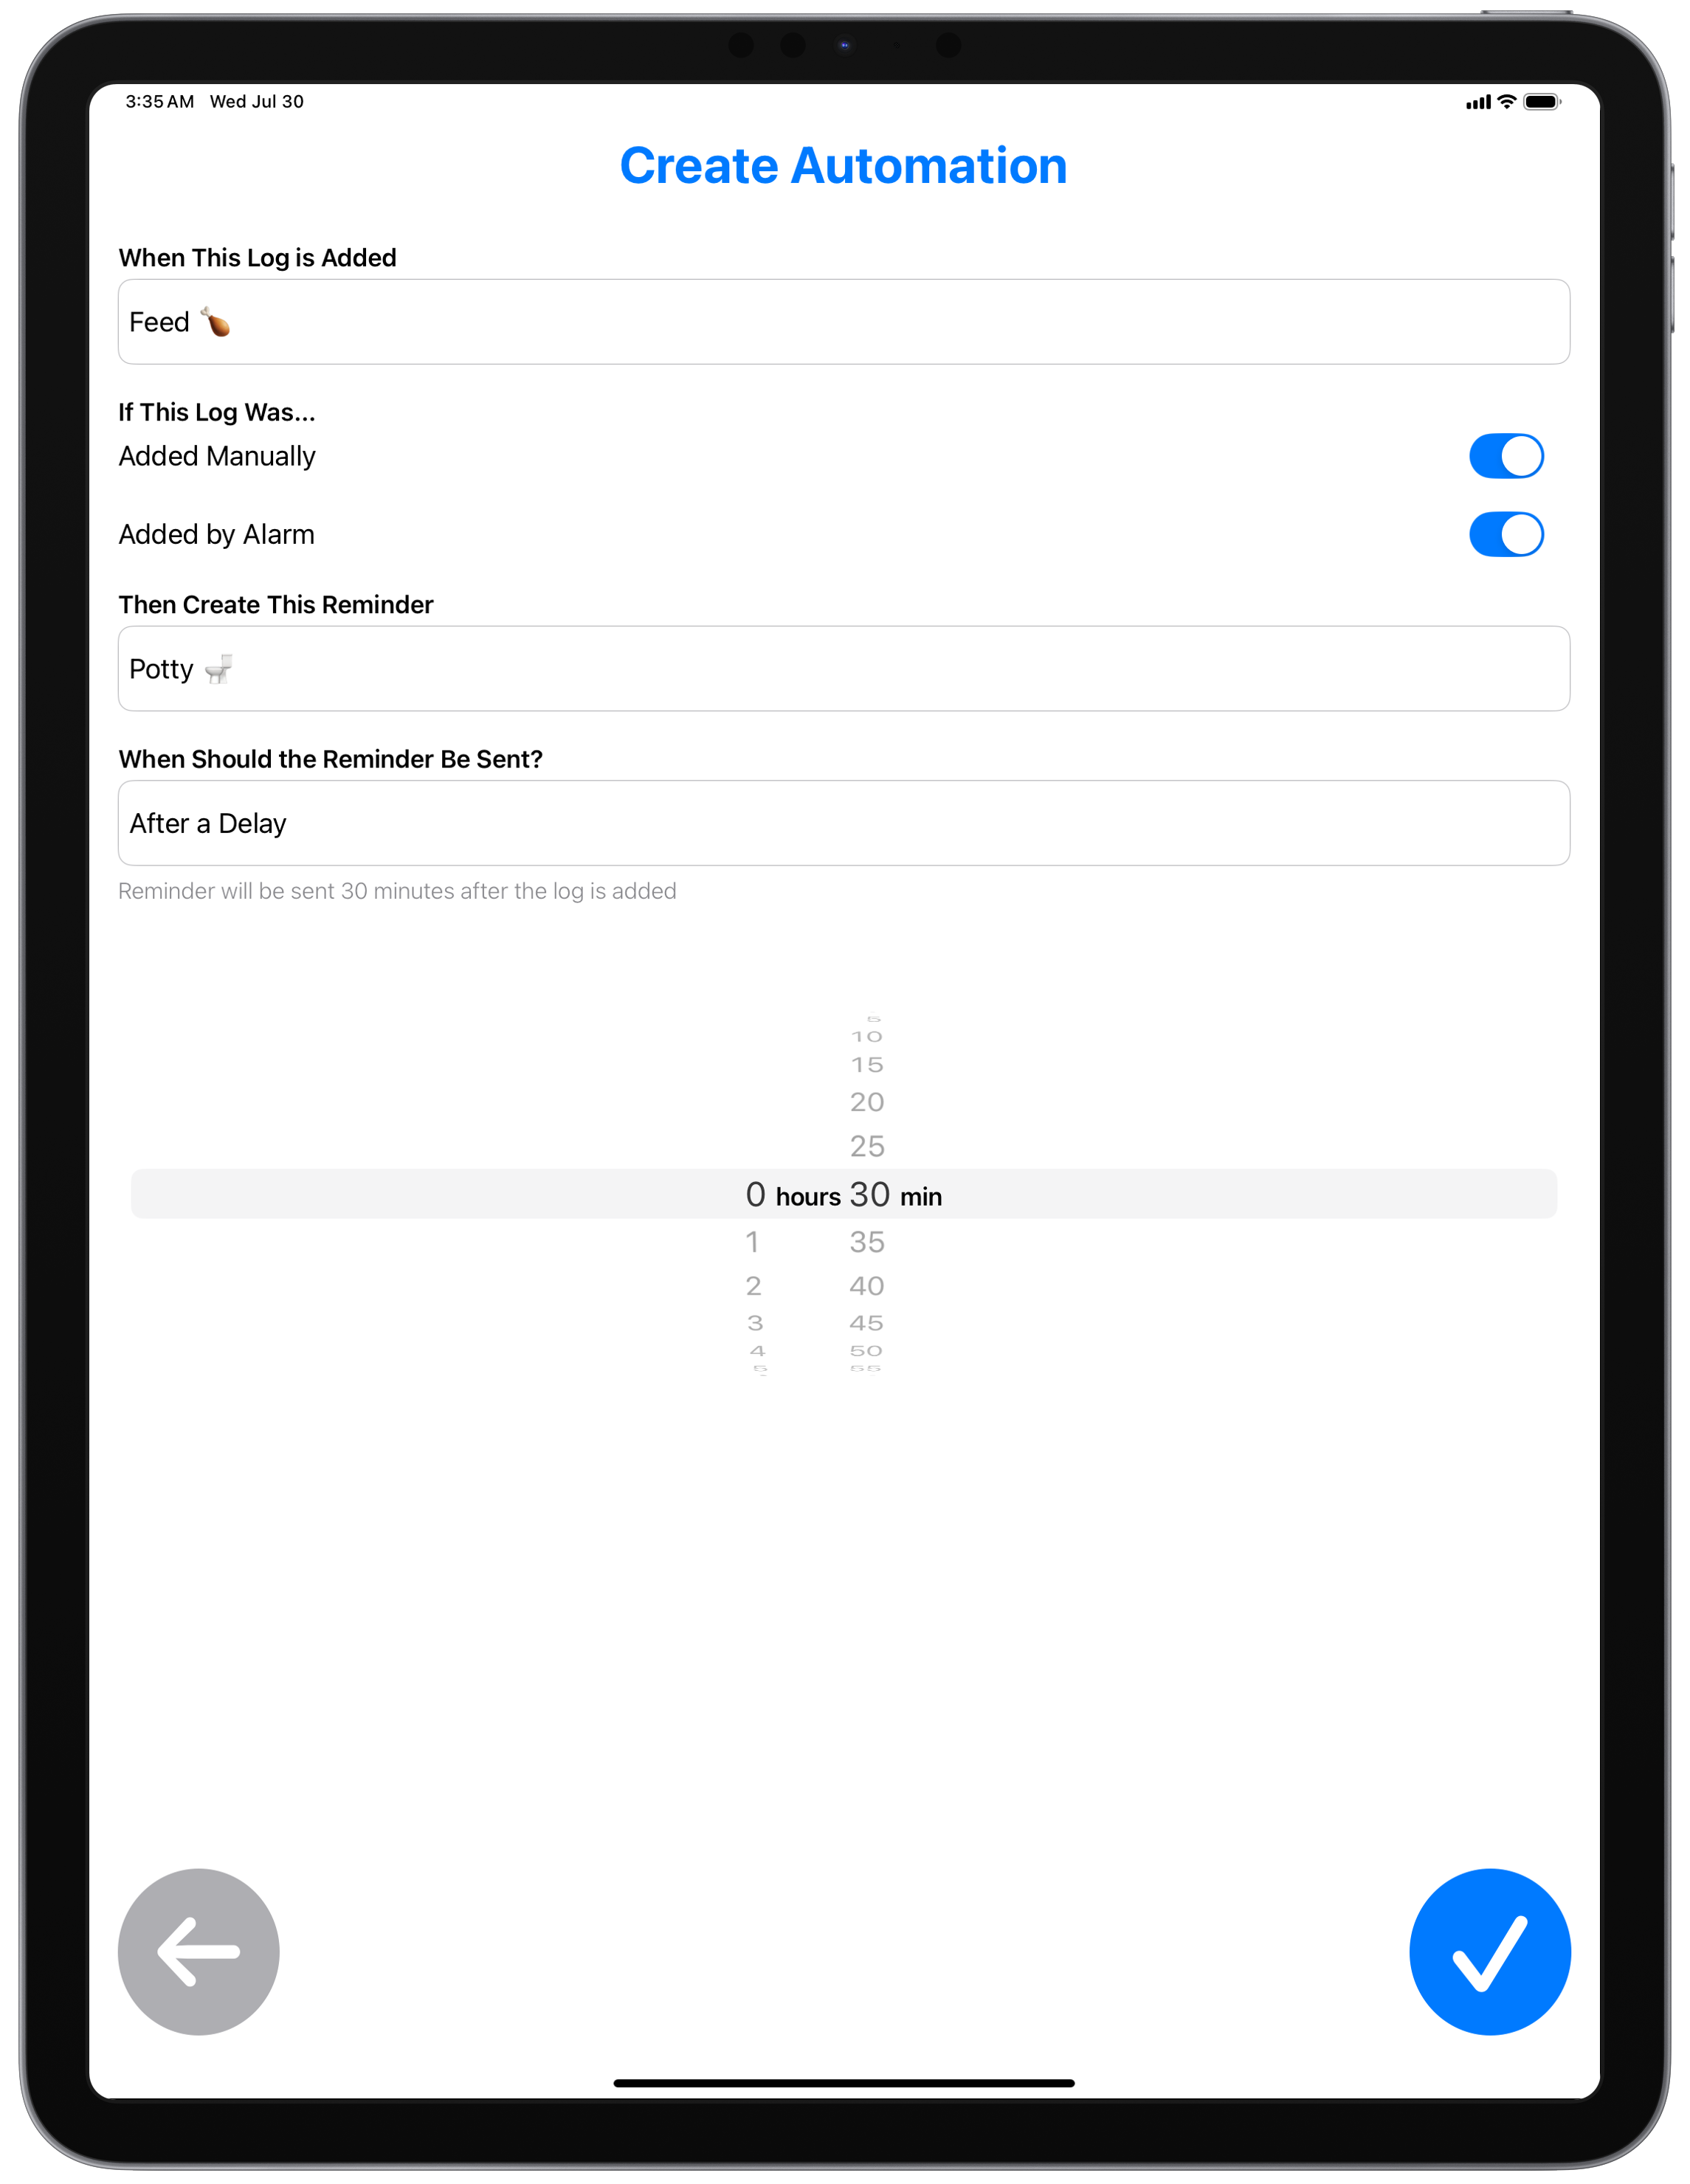 3:35 AM Wed Jul 30
Create Automation
When This Log is Added
Feed 🍗
If This Log Was...
Added Manually
Added by Alarm
Then Create This Reminder
Potty 🚽
When Should the Reminder Be Sent?
After a Delay
Reminder will be sent 30 minutes after the log is added
5
10
15
20
25
0 hours 30 min
1 35
2 40
3 45
4 50
5 55